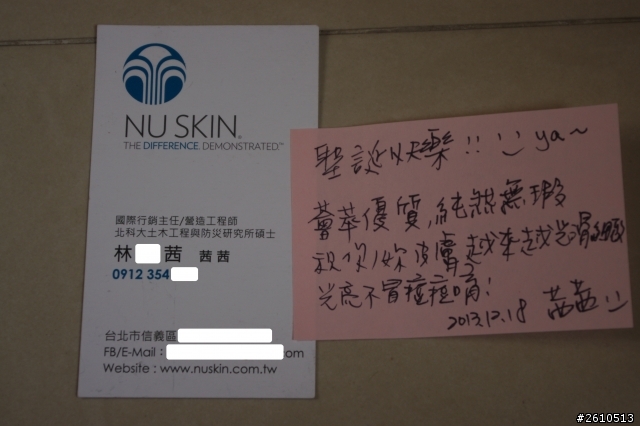 NU SKIN®
THE DIFFERENCE. DEMONSTRATED.™
國際行銷主任/營造工程師
北科大土木工程與防災研究所碩士
林 茜 茜茜
0912 354
台北市信義區
FB/E-Mail : om
Website : www.nuskin.com.tw
聖誕快樂!! ya~
薈萃優質,純然無瑕
祝你/妳皮膚越來越光滑細緻
光亮不冒痘痘唷!
2013.12.18 茜茜
#2610513